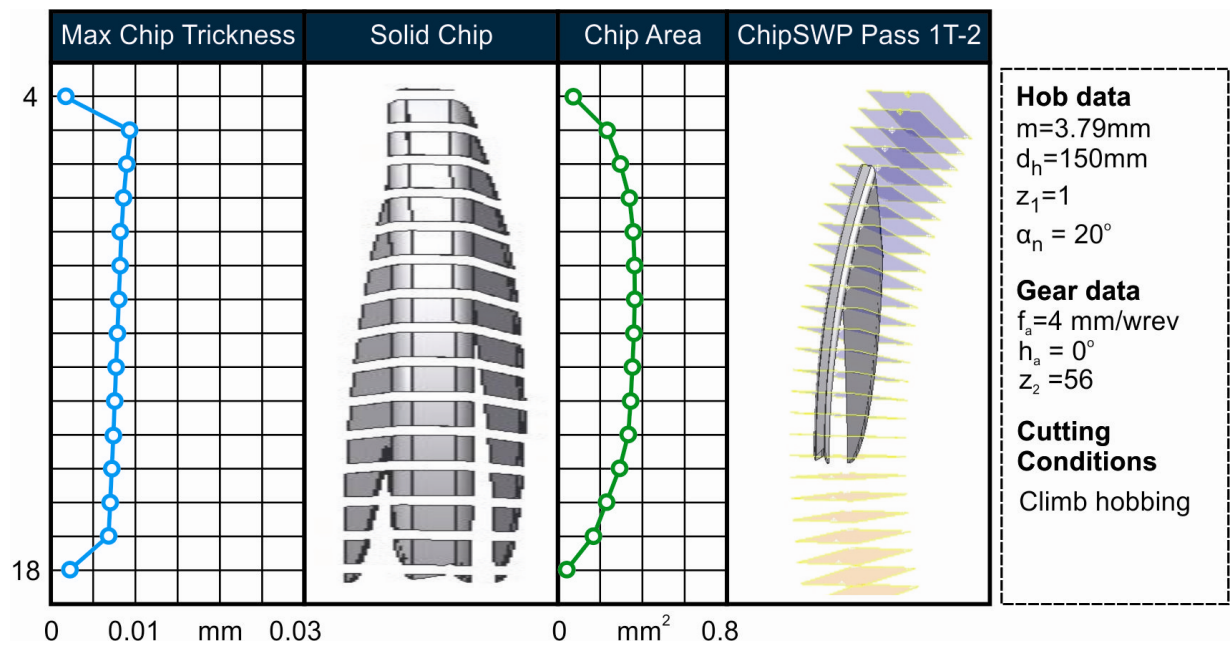 Max Chip Trickness
Solid Chip
Chip Area
ChipSWP Pass 1T-2
4
18
0 0.01 mm 0.03
0 mm² 0.8
Hob data
m=3.79mm
dₕ=150mm
z₁=1
αₙ = 20°
Gear data
fₐ=4 mm/wrev
hₐ = 0°
z₂ =56
Cutting
Conditions
Climb hobbing